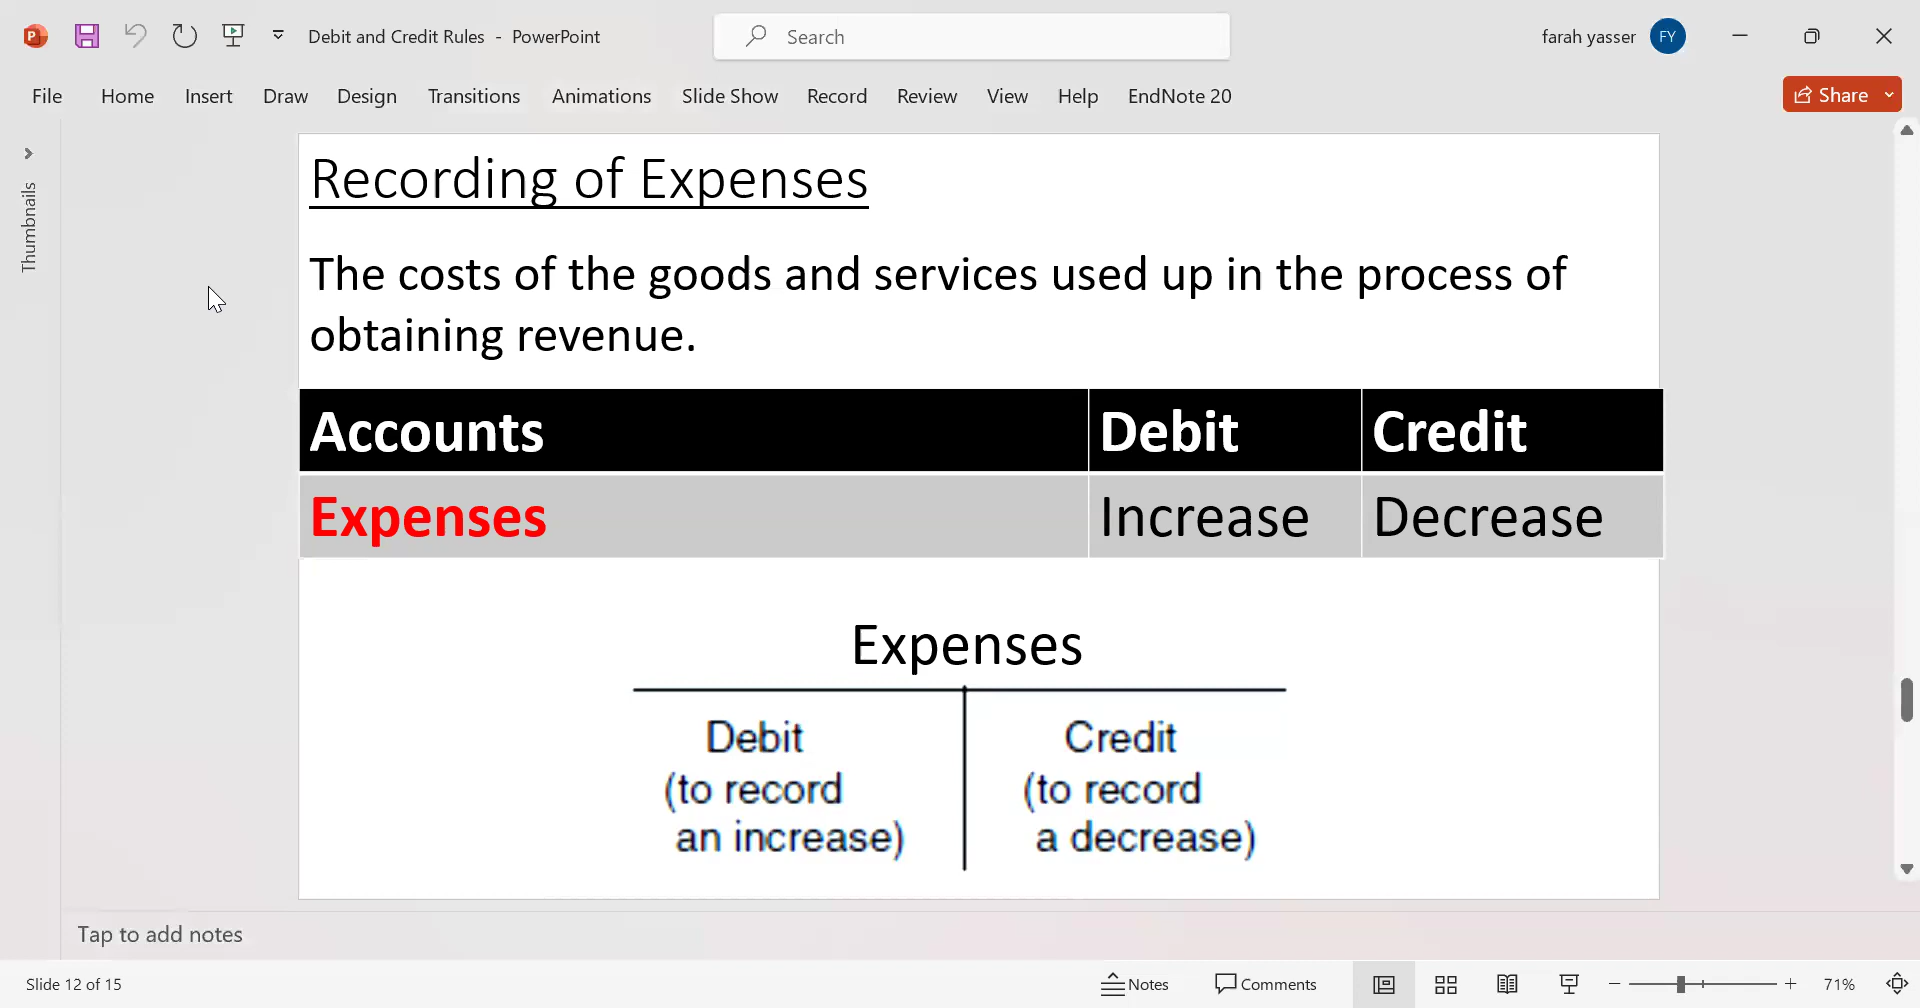 Debit and Credit Rules - PowerPoint
Search
farah yasser FY
File Home Insert Draw Design Transitions Animations Slide Show Record Review View Help EndNote 20
Share
Thumbnails
Recording of Expenses
The costs of the goods and services used up in the process of
obtaining revenue.
Accounts Debit Credit
Expenses Increase Decrease
Expenses
Debit Credit
(to record (to record
an increase) a decrease)
Tap to add notes
Slide 12 of 15 Notes Comments 71%